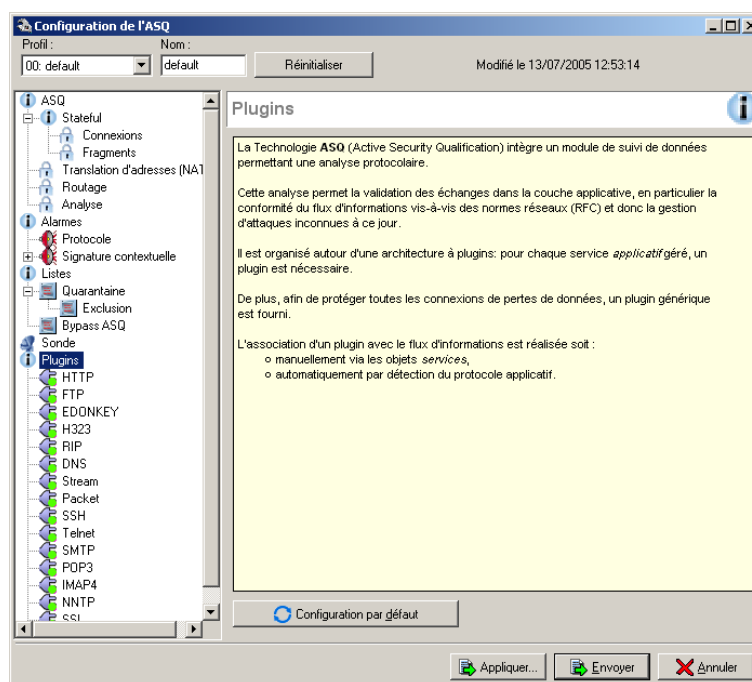 Configuration de l'ASQ
Profil :
Nom :
00: default
default
Réinitialiser
Modifié le 13/07/2005 12:53:14
ASQ
Stateful
Connexions
Fragments
Translation d'adresses (NAT
Routage
Analyse
Alarmes
Protocole
Signature contextuelle
Listes
Quarantaine
Exclusion
Bypass ASQ
Sonde
Plugins
HTTP
FTP
EDONKEY
H323
RIP
DNS
Stream
Packet
SSH
Telnet
SMTP
POP3
IMAP4
NNTP
SSL
Plugins
La Technologie ASQ (Active Security Qualification) intègre un module de suivi de données
permettant une analyse protocolaire.
Cette analyse permet la validation des échanges dans la couche applicative, en particulier la
conformité du flux d'informations vis-à-vis des normes réseaux (RFC) et donc la gestion
d'attaques inconnues à ce jour.
Il est organisé autour d'une architecture à plugins: pour chaque service applicatif géré, un
plugin est nécessaire.
De plus, afin de protéger toutes les connexions de pertes de données, un plugin générique
est fourni.
L'association d'un plugin avec le flux d'informations est réalisée soit :
o manuellement via les objets services,
o automatiquement par détection du protocole applicatif.
Configuration par défaut
Appliquer...
Envoyer
Annuler